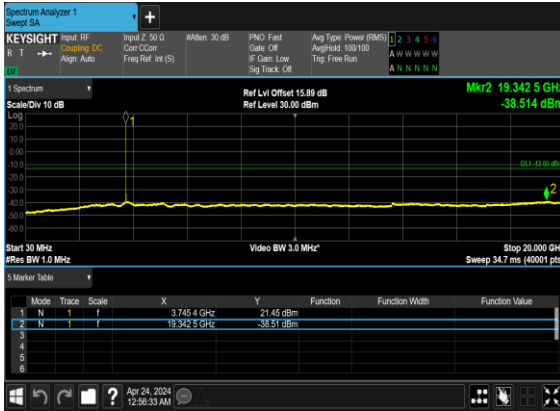 Spectrum Analyzer 1
Swept SA
+
KEYSIGHT Input: RF Input Z: 50 Ω #Atten: 30 dB PNO: Fast Avg Type: Power (RMS) 1 2 3 4 5 6
R T Coupling: DC Corr CCorr Gate: Off Avg|Hold: 100/100 A W W W W W
Align: Auto Freq Ref: Int (S) IF Gain: Low Trig: Free Run
Sig Track: Off A N N N N N
1 Spectrum Ref Lvl Offset 15.89 dB Mkr2 19.342 5 GHz
Scale/Div 10 dB Ref Level 30.00 dBm -38.514 dBm
Log
20.0 1
10.0
0.00
-10.0 DL1 -13.00 dBm
-20.0
-30.0 2
-40.0
-50.0
-60.0
Start 30 MHz Video BW 3.0 MHz* Stop 20.000 GHz
#Res BW 1.0 MHz Sweep 34.7 ms (40001 pts)
5 Marker Table
Mode Trace Scale X Y Function Function Width Function Value
1 N 1 f 3.745 4 GHz 21.45 dBm
2 N 1 f 19.342 5 GHz -38.51 dBm
3
4
5
6
? Apr 24, 2024
12:56:33 AM